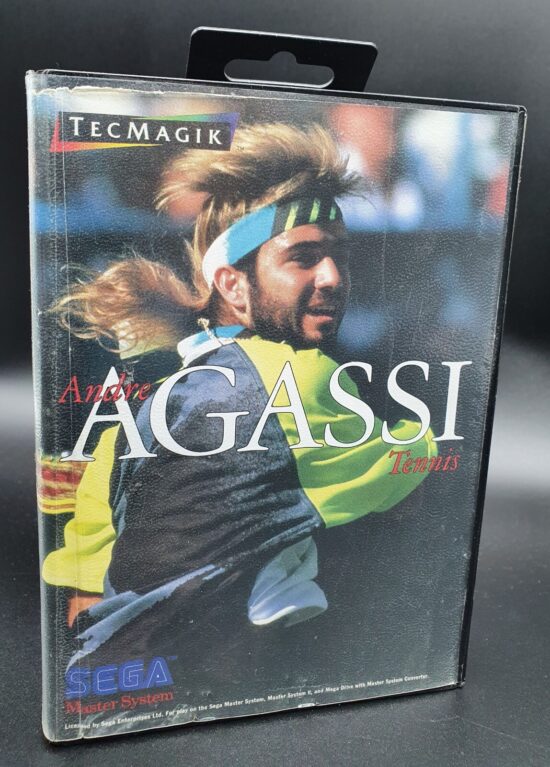 TECMAGIK
Andre
AGASSI
Tennis
SEGA™
Master System
Licensed by Sega Enterprises Ltd. For play on the Sega Master System, Master System II, and Mega Drive with Master System Converter.